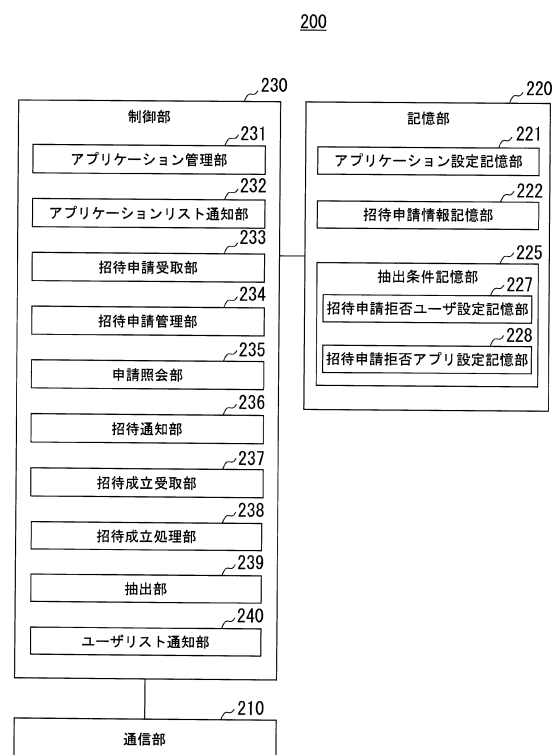 200
230
制御部
231
アプリケーション管理部
232
アプリケーションリスト通知部
233
招待申請受取部
234
招待申請管理部
235
申請照会部
236
招待通知部
237
招待成立受取部
238
招待成立処理部
239
抽出部
240
ユーザリスト通知部
220
記憶部
221
アプリケーション設定記憶部
222
招待申請情報記憶部
225
抽出条件記憶部
227
招待申請拒否ユーザ設定記憶部
228
招待申請拒否アプリ設定記憶部
210
通信部